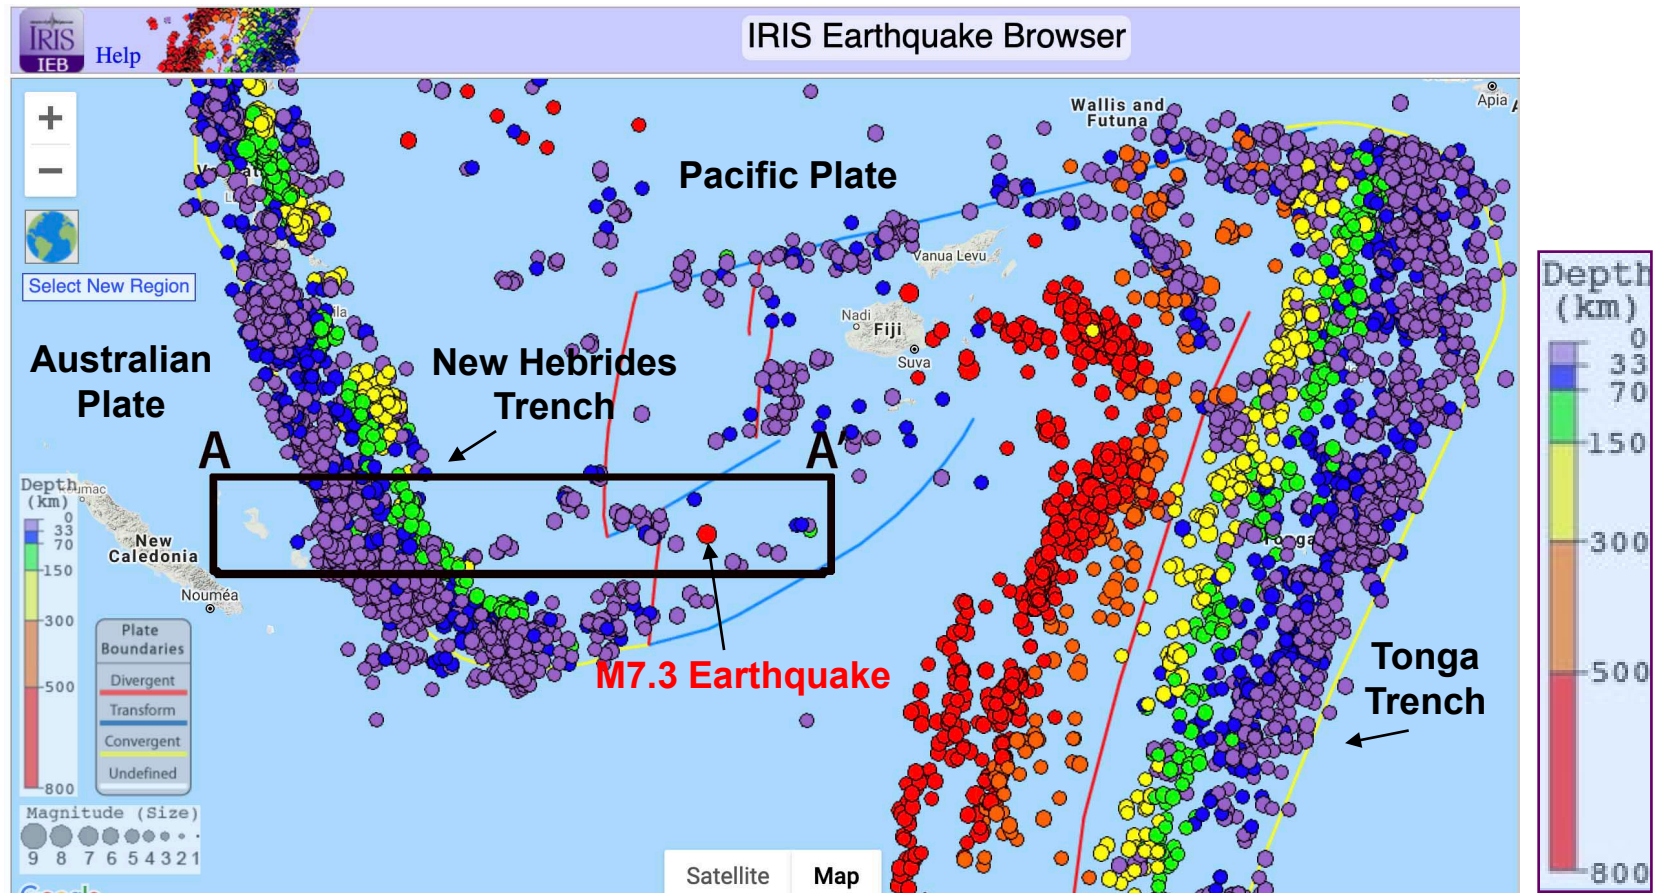 IRIS
IEB
Help
IRIS Earthquake Browser
+
−
Select New Region
Wallis and
Futuna
Apia
Pacific Plate
Vanua Levu
Nadi
Fiji
Suva
Australian
Plate
New Hebrides
Trench
A
A'
Depth
(km)
0
33
70
150
300
500
800
New
Caledonia
Nouméa
Plate
Boundaries
Divergent
Transform
Convergent
Undefined
Magnitude (Size)
9 8 7 6 5 4 3 2 1
M7.3 Earthquake
Tonga
Tonga
Trench
Satellite
Map
Depth
(km)
0
33
70
150
300
500
800